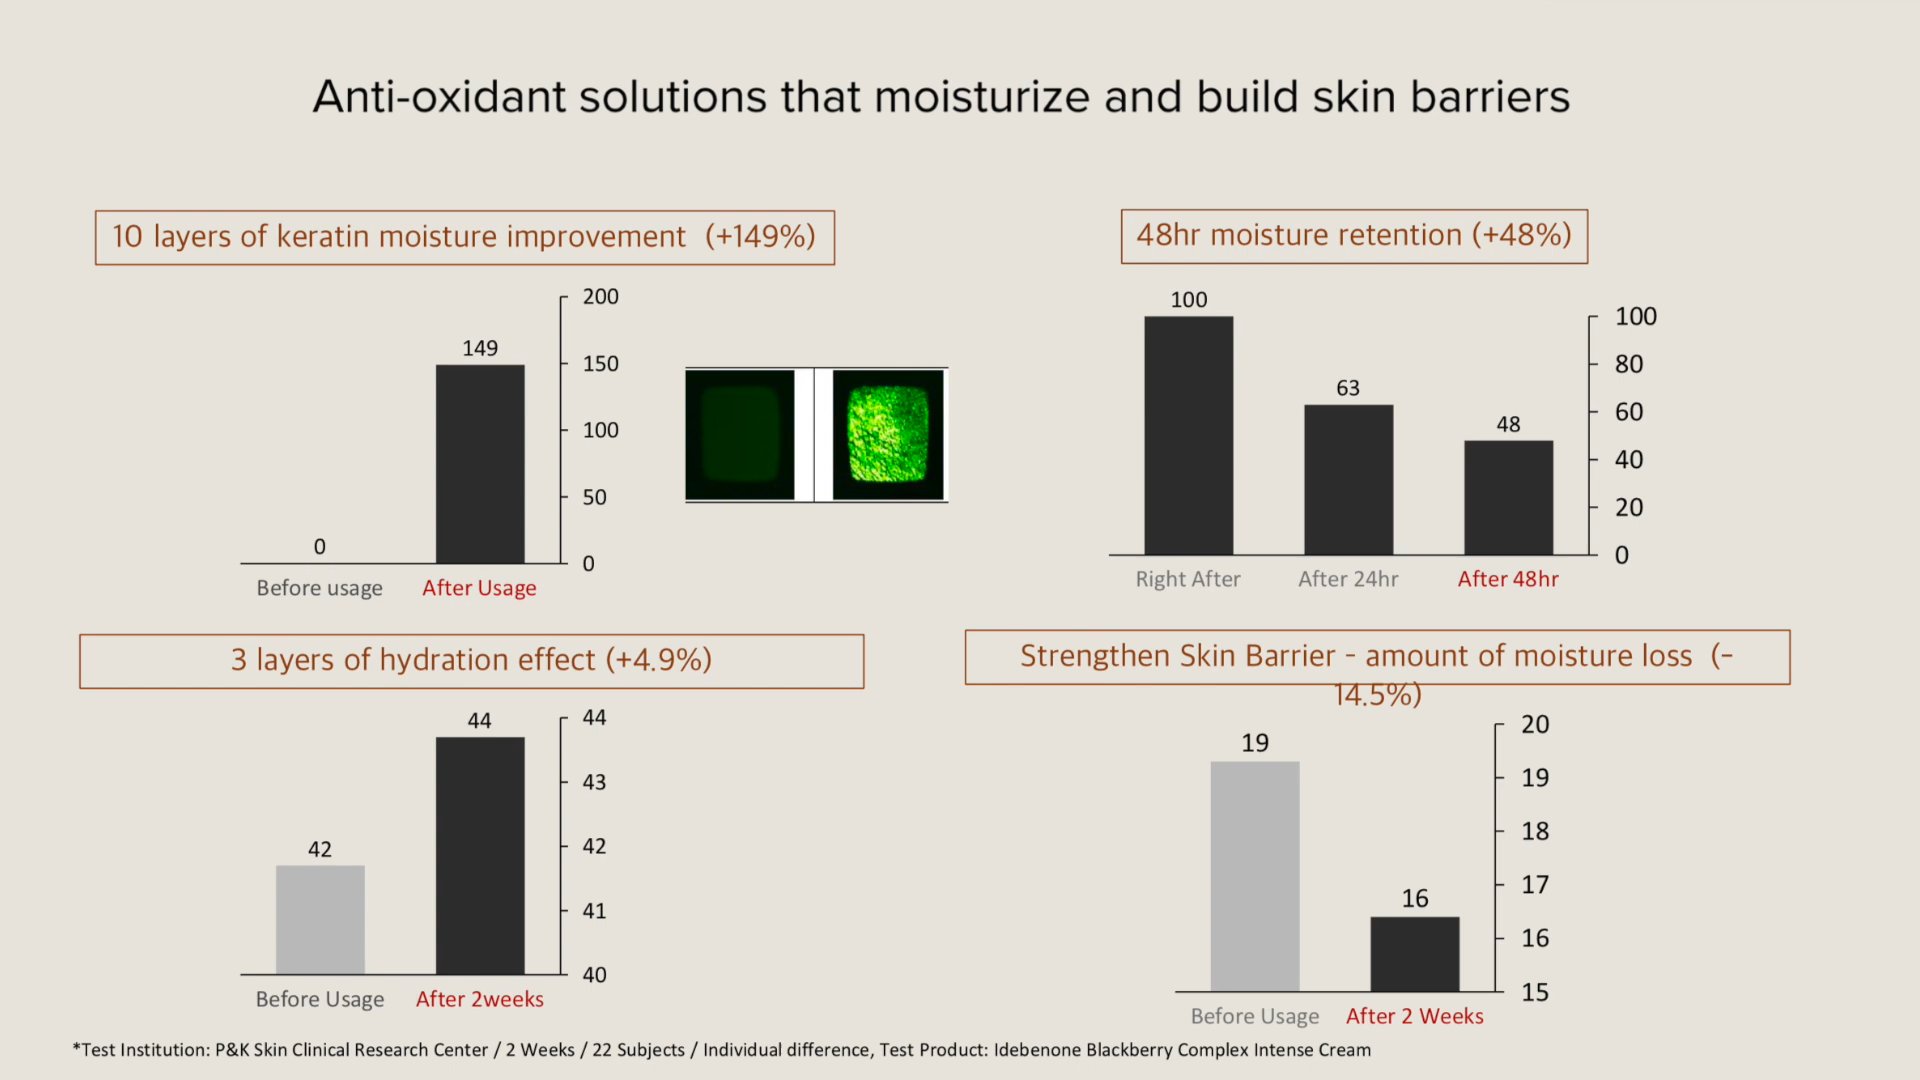 Anti-oxidant solutions that moisturize and build skin barriers
10 layers of keratin moisture improvement (+149%)
200
149
150
100
50
0
0
Before usage
After Usage
48hr moisture retention (+48%)
100
100
80
63
60
48
40
20
0
Right After
After 24hr
After 48hr
3 layers of hydration effect (+4.9%)
44
44
43
42
42
41
40
Before Usage
After 2weeks
Strengthen Skin Barrier - amount of moisture loss (-
14.5%)
20
19
19
18
17
16
16
15
Before Usage
After 2 Weeks
*Test Institution: P&K Skin Clinical Research Center / 2 Weeks / 22 Subjects / Individual difference, Test Product: Idebenone Blackberry Complex Intense Cream